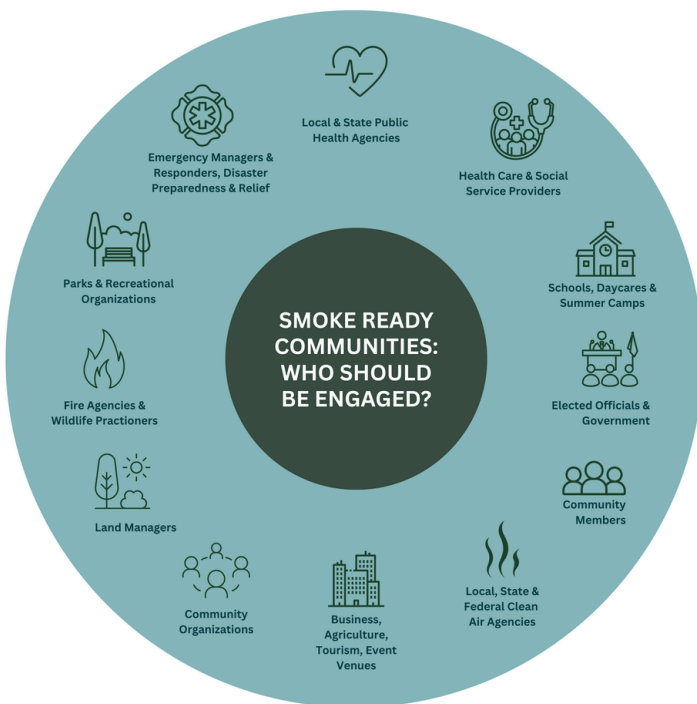 SMOKE READY
COMMUNITIES:
WHO SHOULD
BE ENGAGED?
Local & State Public
Health Agencies
Health Care & Social
Service Providers
Schools, Daycares &
Summer Camps
Elected Officials &
Government
Community
Members
Local, State &
Federal Clean
Air Agencies
Business,
Agriculture,
Tourism, Event
Venues
Community
Organizations
Land Managers
Fire Agencies &
Wildlife Practioners
Parks & Recreational
Organizations
Emergency Managers &
Responders, Disaster
Preparedness & Relief